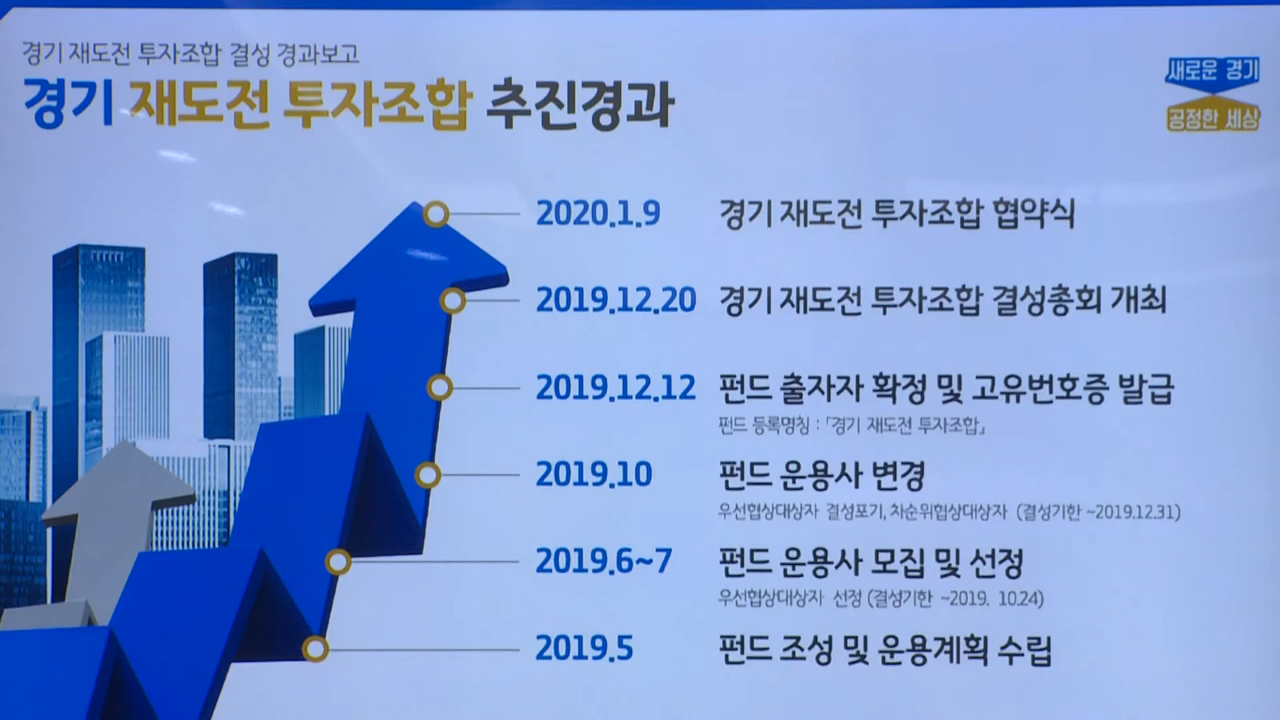 경기 재도전 투자조합 결성 경과보고
경기 재도전 투자조합 추진경과
새로운 경기
공정한 세상
2020.1.9 경기 재도전 투자조합 협약식
2019.12.20 경기 재도전 투자조합 결성총회 개최
2019.12.12 펀드 출자자 확정 및 고유번호증 발급
펀드 등록명칭 : 「경기 재도전 투자조합」
2019.10 펀드 운용사 변경
우선협상대상자 결성포기, 차순위협상대상자 (결성기한 ~2019.12.31)
2019.6~7 펀드 운용사 모집 및 선정
우선협상대상자 선정 (결성기한 ~2019. 10.24)
2019.5 펀드 조성 및 운용계획 수립